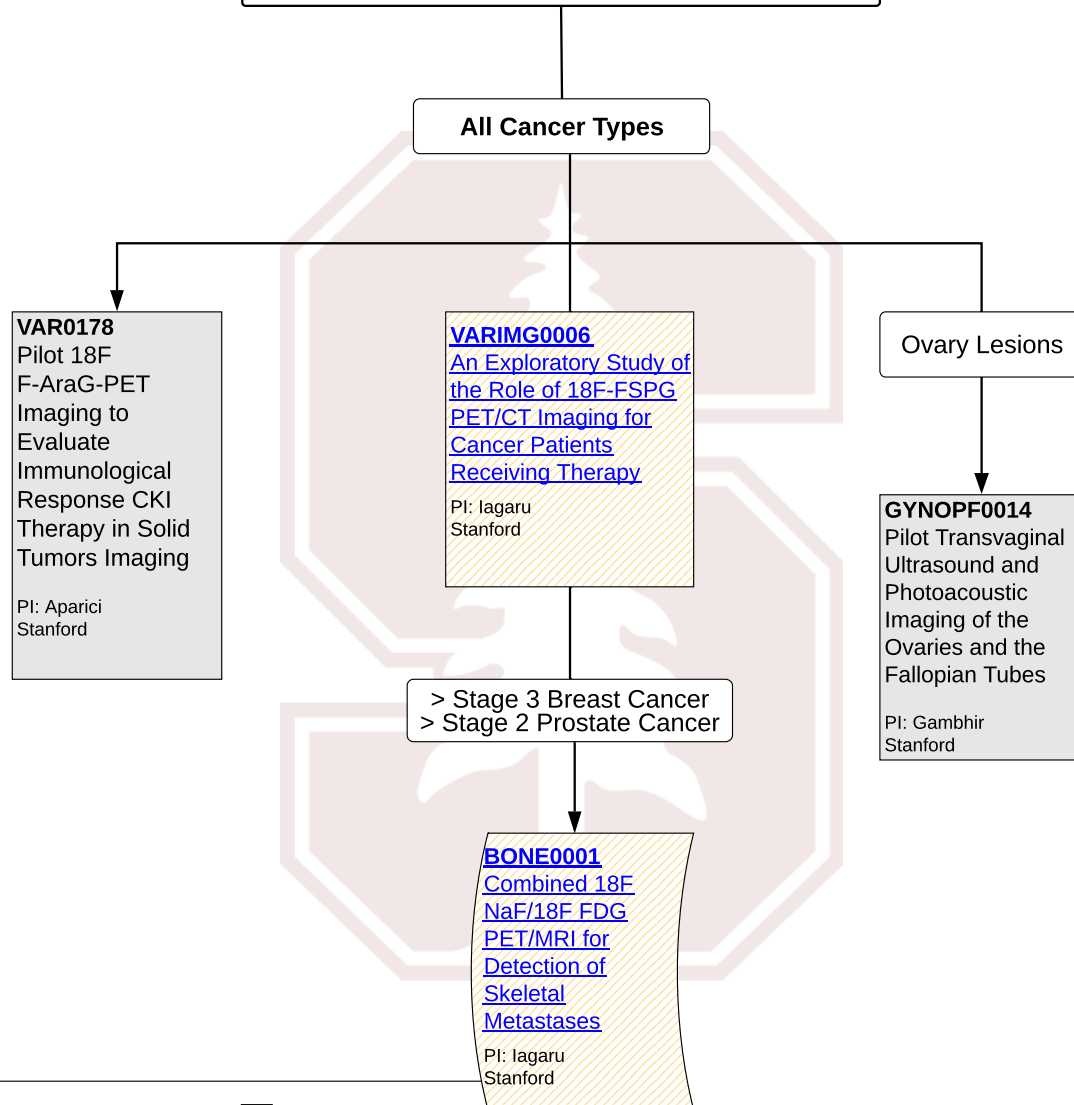 All Cancer Types
VAR0178
Pilot 18F
F-AraG-PET
Imaging to
Evaluate
Immunological
Response CKI
Therapy in Solid
Tumors Imaging
PI: Aparici
Stanford
VARIMG0006
An Exploratory Study of
the Role of 18F-FSPG
PET/CT Imaging for
Cancer Patients
Receiving Therapy
PI: Iagaru
Stanford
Ovary Lesions
GYNOPF0014
Pilot Transvaginal
Ultrasound and
Photoacoustic
Imaging of the
Ovaries and the
Fallopian Tubes
PI: Gambhir
Stanford
> Stage 3 Breast Cancer
> Stage 2 Prostate Cancer
BONE0001
Combined 18F
NaF/18F FDG
PET/MRI for
Detection of
Skeletal
Metastases
PI: Iagaru
Stanford